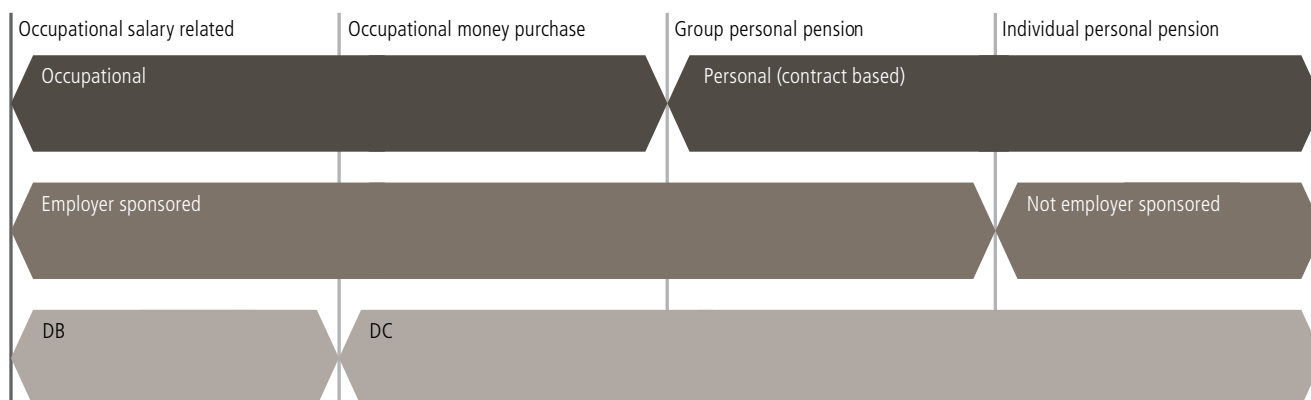 Occupational salary related
Occupational money purchase
Group personal pension
Individual personal pension
Occupational
Personal (contract based)
Employer sponsored
Not employer sponsored
DB
DC